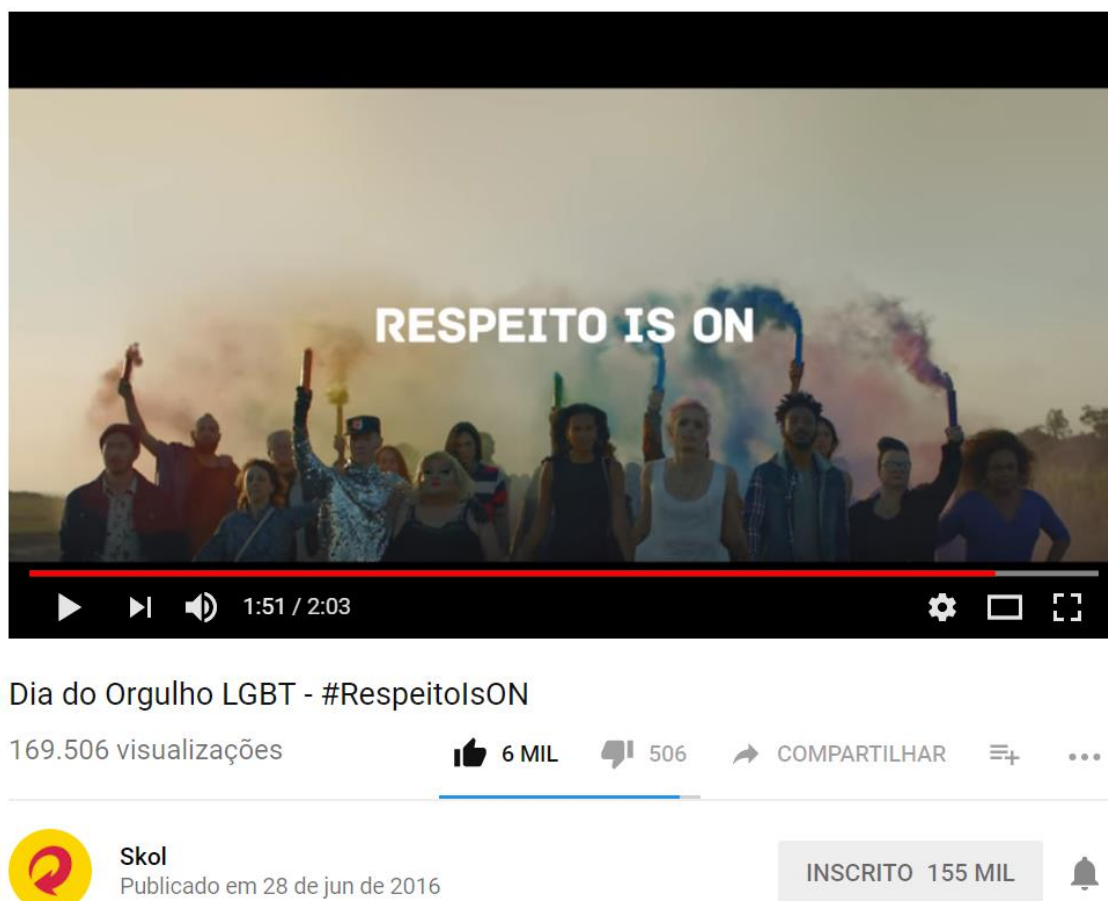 RESPEITO IS ON
1:51 / 2:03
Dia do Orgulho LGBT - #RespeitoIsON
169.506 visualizações 6 MIL 506 COMPARTILHAR
Skol
Publicado em 28 de jun de 2016
INSCRITO 155 MIL